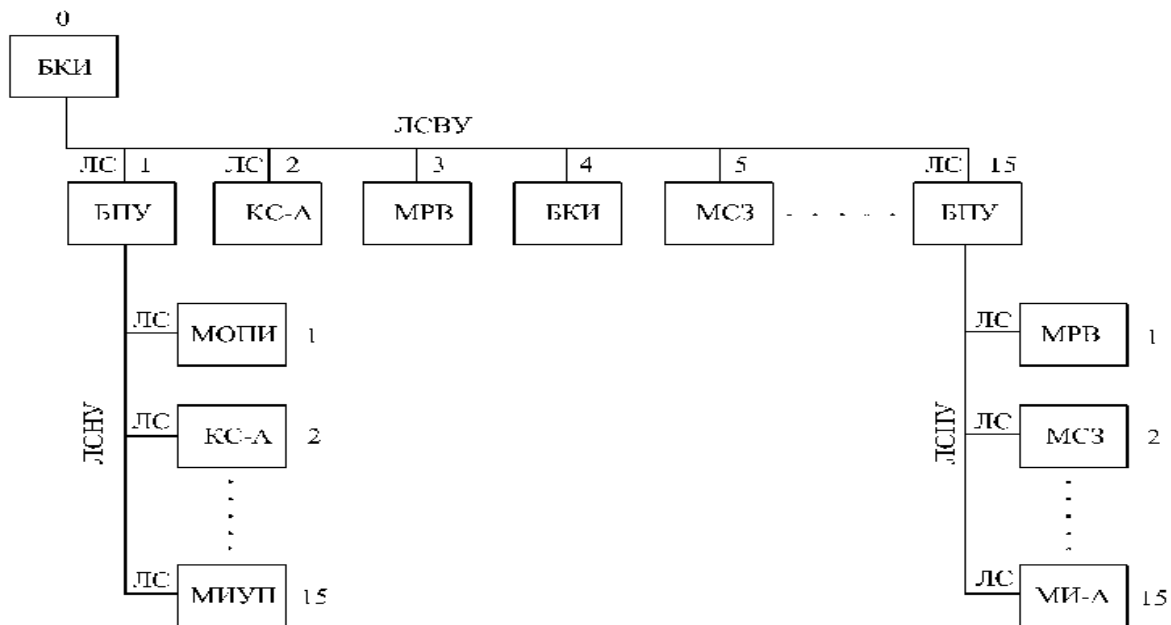 0
БКИ
ЛСВУ
ЛС 1 ЛС 2 3 4 5 ЛС 15
БПУ КС-А МРВ БКИ МСЗ БПУ
ЛС МОПИ 1 ЛС МРВ 1
ЛСНУ ЛС КС-А 2 ЛСПУ ЛС МСЗ 2
ЛС МИУП 15 ЛС МИ-А 15